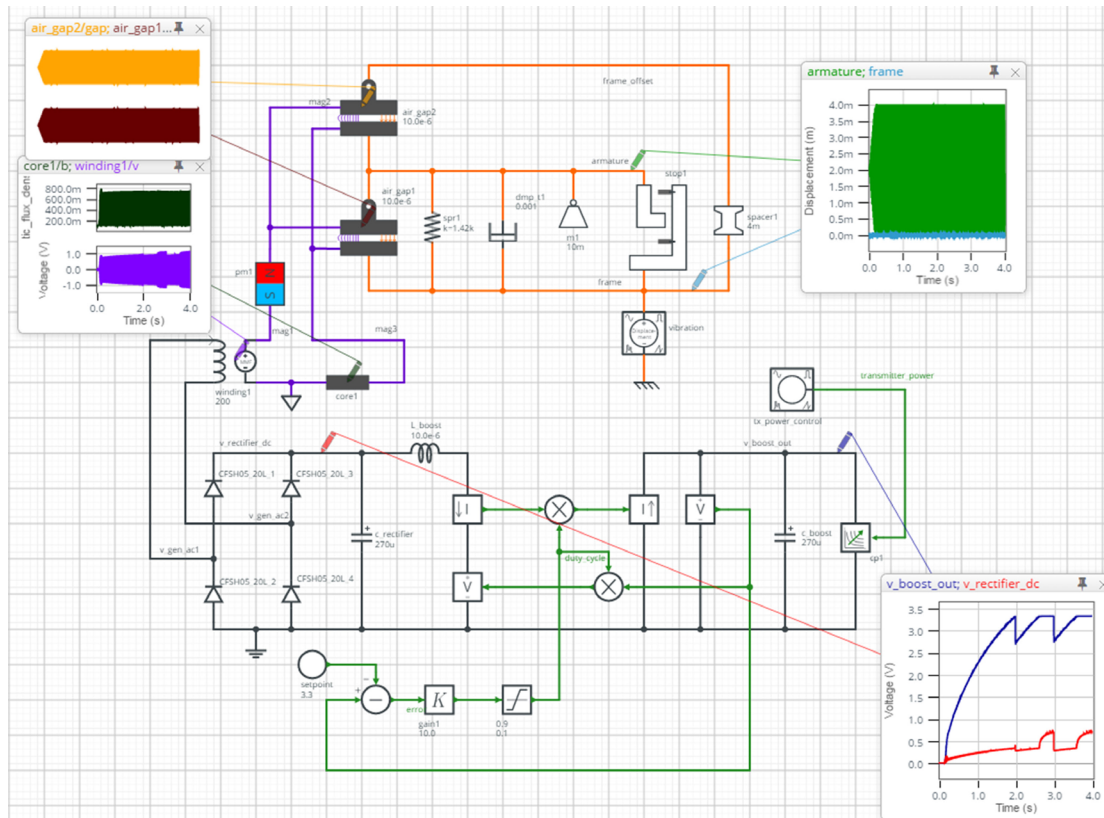 air_gap2/gap; air_gap1...
core1/b; winding1/v
800.0m
600.0m
400.0m
200.0m
Voltage (V)
1.0
0.0
-1.0
0.0
2.0
4.0
Time (s)
mag2
air_gap2
10.0e-6
frame_offset
armature
stop1
air_gap1
10.0e-6
spr1
k=1.42k
dmp_t1
0.001
m1
10m
spacer1
4m
pm1
N
S
frame
vibration
Displace-
ment
mag1
mag3
winding1
200
core1
armature; frame
Displacement (m)
4.0m
3.5m
3.0m
2.5m
2.0m
1.5m
1.0m
0.5m
0.0m
0.0
1.0
2.0
3.0
4.0
Time (s)
transmitter_power
tx_power_control
v_rectifier_dc
L_boost
10.0e-6
v_boost_out
CFSH05_20L_1
CFSH05_20L_3
v_gen_ac2
v_gen_ac1
CFSH05_20L_2
CFSH05_20L_4
c_rectifier
270u
I
I
V
V
duty_cycle
c_boost
270u
cp1
setpoint
3.3
erro
K
gain1
10.0
0.9
0.1
v_boost_out; v_rectifier_dc
Voltage (V)
3.5
3.0
2.5
2.0
1.5
1.0
0.5
0.0
0.0
1.0
2.0
3.0
4.0
Time (s)